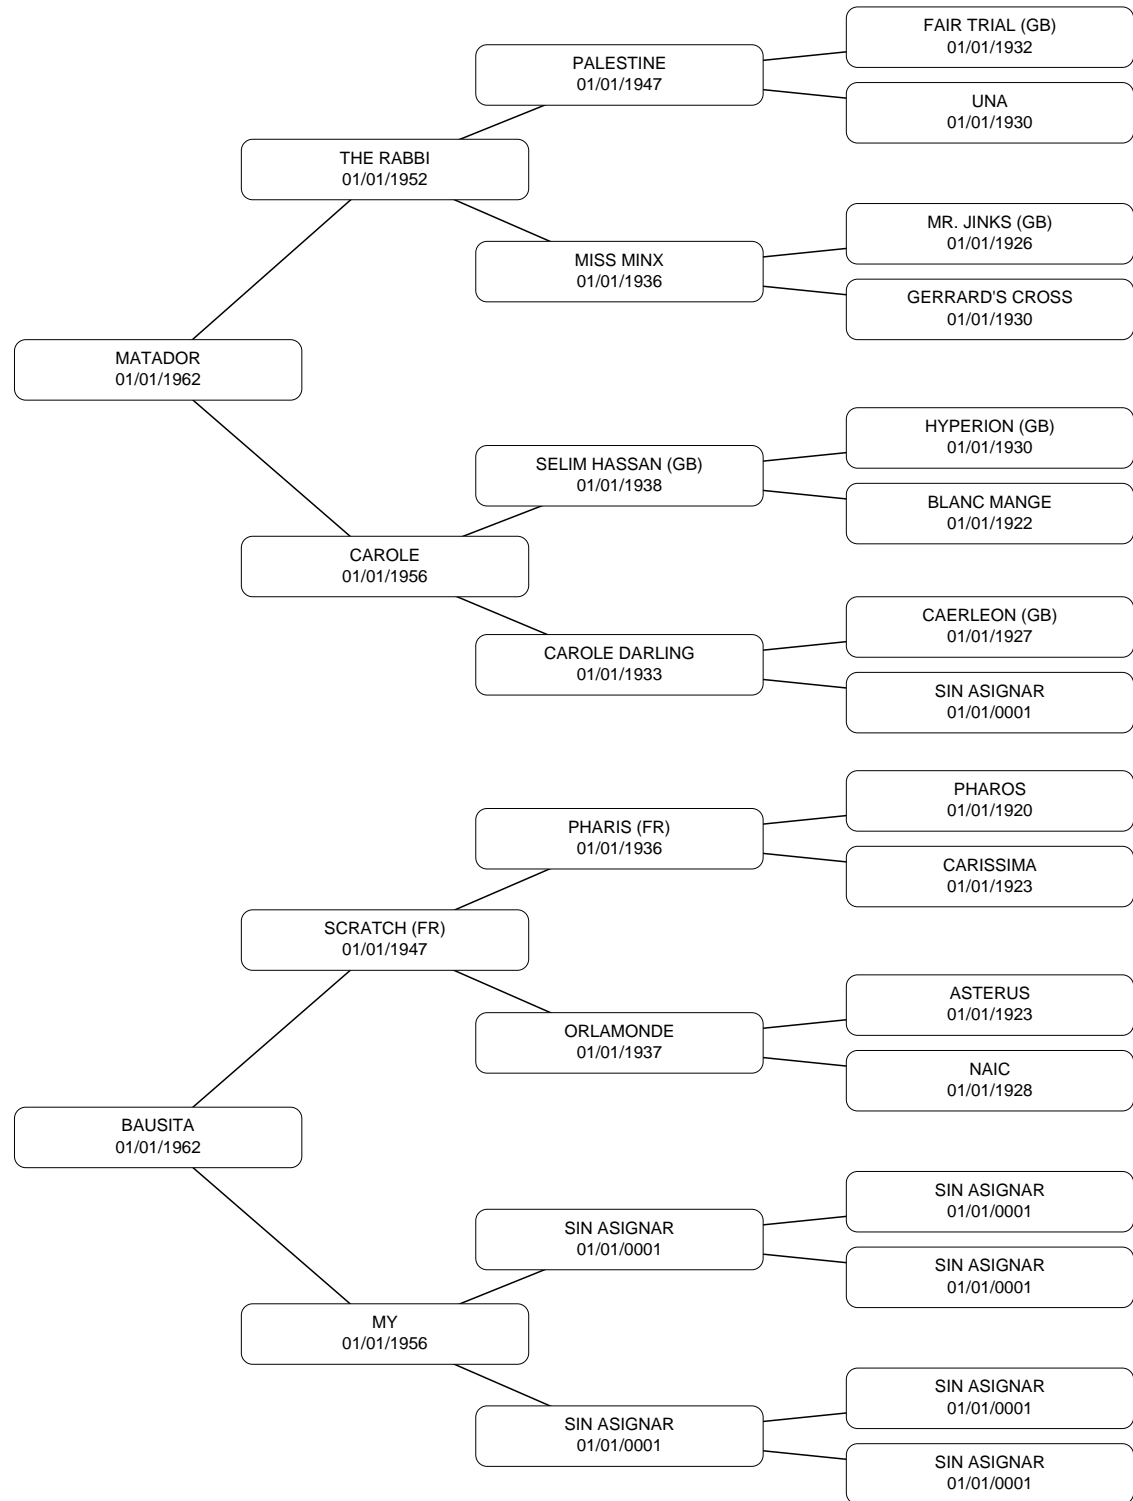 FAIR TRIAL (GB)
01/01/1932
PALESTINE
01/01/1947
UNA
01/01/1930
THE RABBI
01/01/1952
MR. JINKS (GB)
01/01/1926
MISS MINX
01/01/1936
GERRARD'S CROSS
01/01/1930
MATADOR
01/01/1962
HYPERION (GB)
01/01/1930
SELIM HASSAN (GB)
01/01/1938
BLANC MANGE
01/01/1922
CAROLE
01/01/1956
CAERLEON (GB)
01/01/1927
CAROLE DARLING
01/01/1933
SIN ASIGNAR
01/01/0001
PHAROS
01/01/1920
PHARIS (FR)
01/01/1936
CARISSIMA
01/01/1923
SCRATCH (FR)
01/01/1947
ASTERUS
01/01/1923
ORLAMONDE
01/01/1937
NAIC
01/01/1928
BAUSITA
01/01/1962
SIN ASIGNAR
01/01/0001
SIN ASIGNAR
01/01/0001
SIN ASIGNAR
01/01/0001
MY
01/01/1956
SIN ASIGNAR
01/01/0001
SIN ASIGNAR
01/01/0001
SIN ASIGNAR
01/01/0001